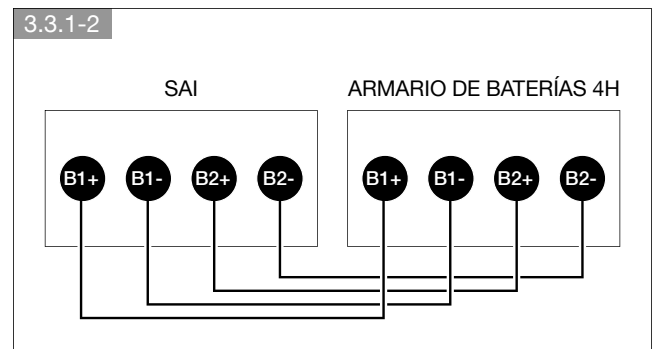 3.3.1-2
SAI ARMARIO DE BATERÍAS 4H
B1+ B1- B2+ B2- B1+ B1- B2+ B2-